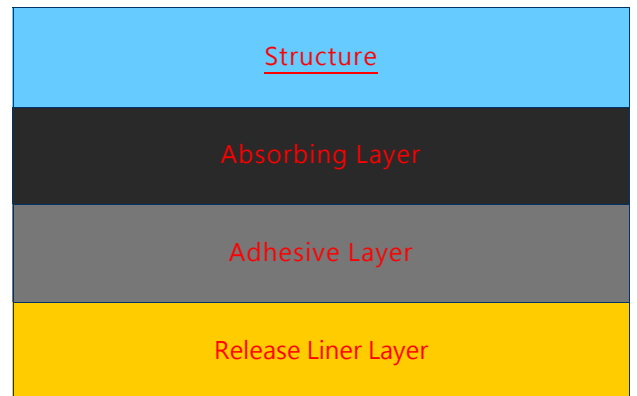 Structure
Absorbing Layer
Adhesive Layer
Release Liner Layer